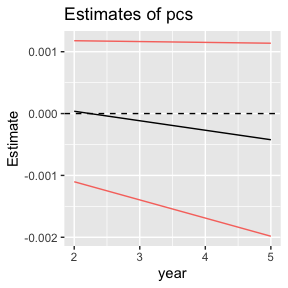 Estimates of pcs
0.001
0.000
-0.001
-0.002
Estimate
2 3 4 5
year